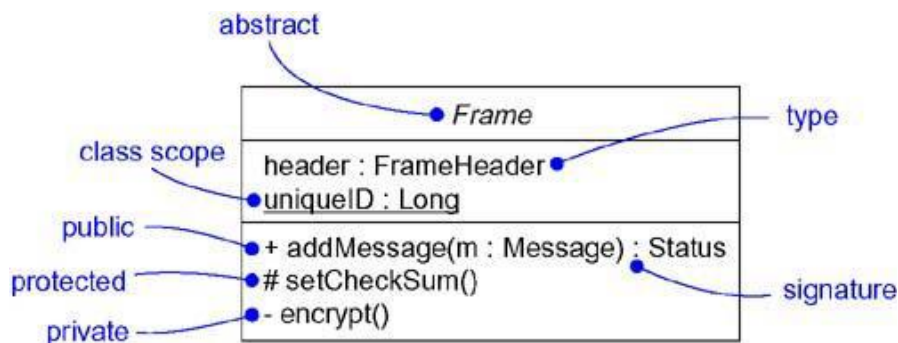 abstract
Frame
type
class scope
header : FrameHeader
uniqueID : Long
public
+ addMessage(m : Message) : Status
protected
# setCheckSum()
signature
private
- encrypt()